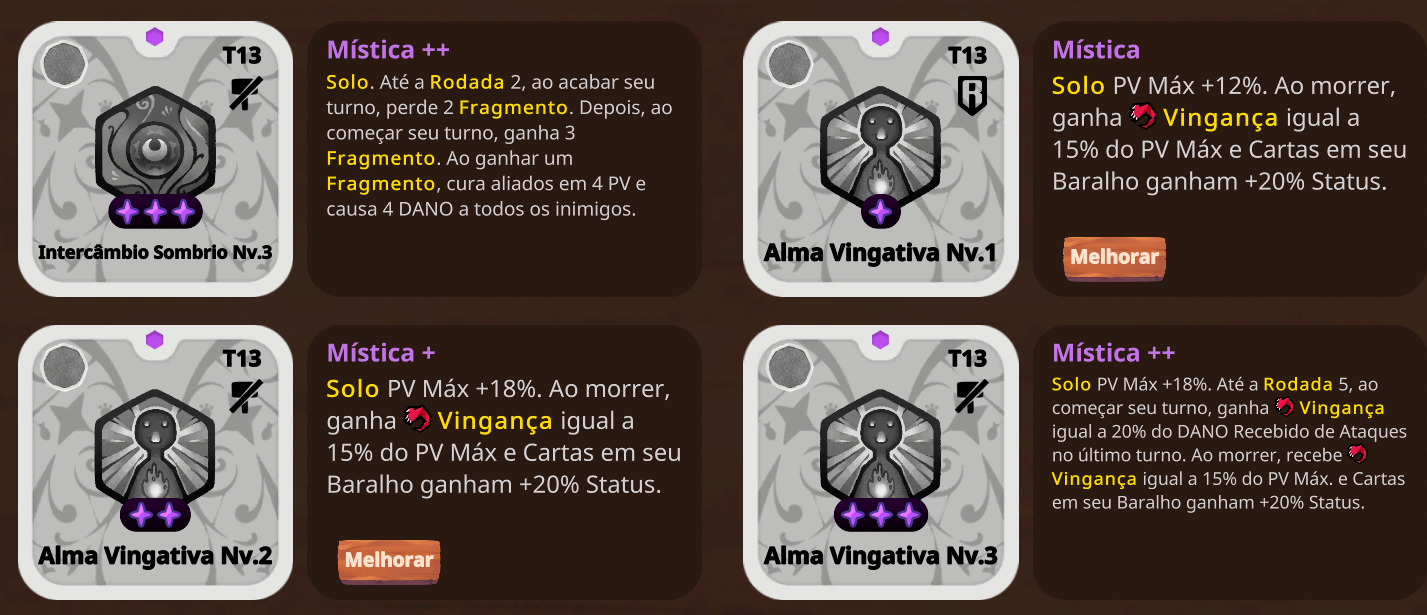 T13
Intercâmbio Sombrio Nv.3
Mística ++
Solo. Até a Rodada 2, ao acabar seu
turno, perde 2 Fragmento. Depois, ao
começar seu turno, ganha 3
Fragmento. Ao ganhar um
Fragmento, cura aliados em 4 PV e
causa 4 DANO a todos os inimigos.
T13
R
Alma Vingativa Nv.1
Mística
Solo PV Máx +12%. Ao morrer,
ganha Vingança igual a
15% do PV Máx e Cartas em seu
Baralho ganham +20% Status.
Melhorar
T13
Alma Vingativa Nv.2
Mística +
Solo PV Máx +18%. Ao morrer,
ganha Vingança igual a
15% do PV Máx e Cartas em seu
Baralho ganham +20% Status.
Melhorar
T13
Alma Vingativa Nv.3
Mística ++
Solo PV Máx +18%. Até a Rodada 5, ao
começar seu turno, ganha Vingança
igual a 20% do DANO Recebido de Ataques
no último turno. Ao morrer, recebe
Vingança igual a 15% do PV Máx. e Cartas
em seu Baralho ganham +20% Status.